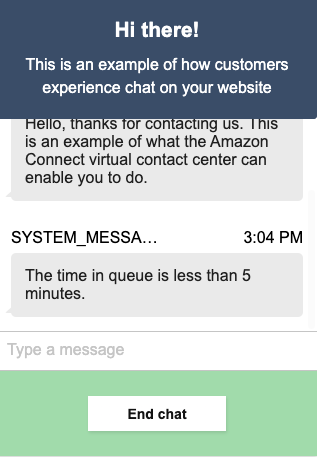 Hi there!
This is an example of how customers
experience chat on your website
Hello, thanks for contacting us. This
is an example of what the Amazon
Connect virtual contact center can
enable you to do.
SYSTEM_MESSA… 3:04 PM
The time in queue is less than 5
minutes.
Type a message
End chat